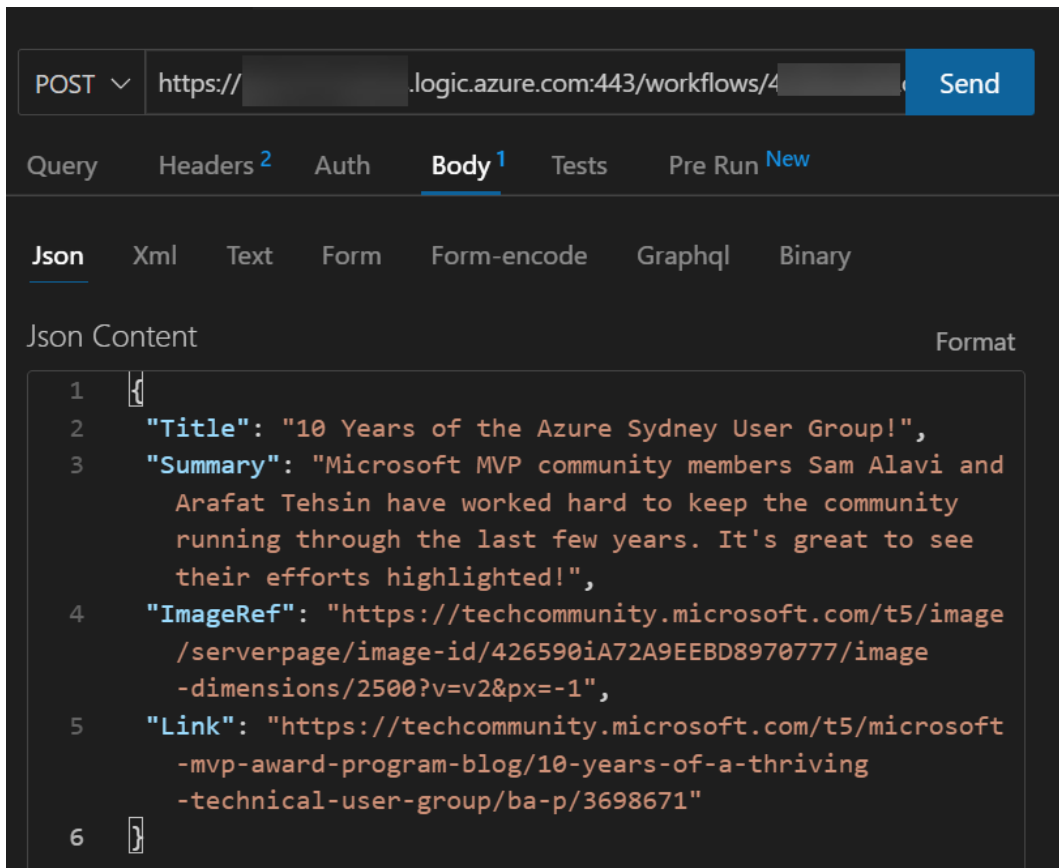 POST https://.logic.azure.com:443/workflows/4 Send
Query Headers 2 Auth Body 1 Tests Pre Run New
Json Xml Text Form Form-encode Graphql Binary
Json Content Format
1 {
2 "Title": "10 Years of the Azure Sydney User Group!",
3 "Summary": "Microsoft MVP community members Sam Alavi and
Arafat Tehsin have worked hard to keep the community
running through the last few years. It's great to see
their efforts highlighted!",
4 "ImageRef": "https://techcommunity.microsoft.com/t5/image
/serverpage/image-id/426590iA72A9EEBD8970777/image
-dimensions/2500?v=v2&px=-1",
5 "Link": "https://techcommunity.microsoft.com/t5/microsoft
-mvp-award-program-blog/10-years-of-a-thriving
-technical-user-group/ba-p/3698671"
6 }